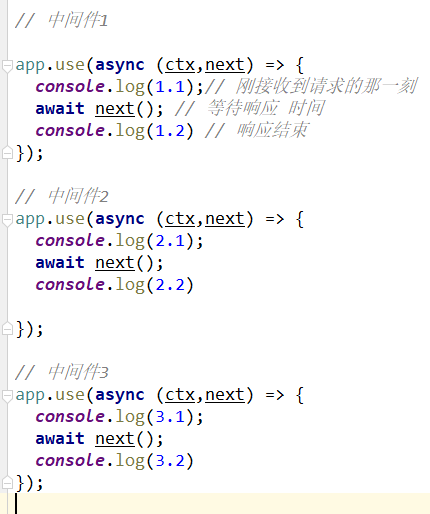 // 中间件1
app.use(async (ctx,next) => {
console.log(1.1);// 刚接收到请求的那一刻
await next(); // 等待响应 时间
console.log(1.2) // 响应结束
});
// 中间件2
app.use(async (ctx,next) => {
console.log(2.1);
await next();
console.log(2.2)
});
// 中间件3
app.use(async (ctx,next) => {
console.log(3.1);
await next();
console.log(3.2)
});